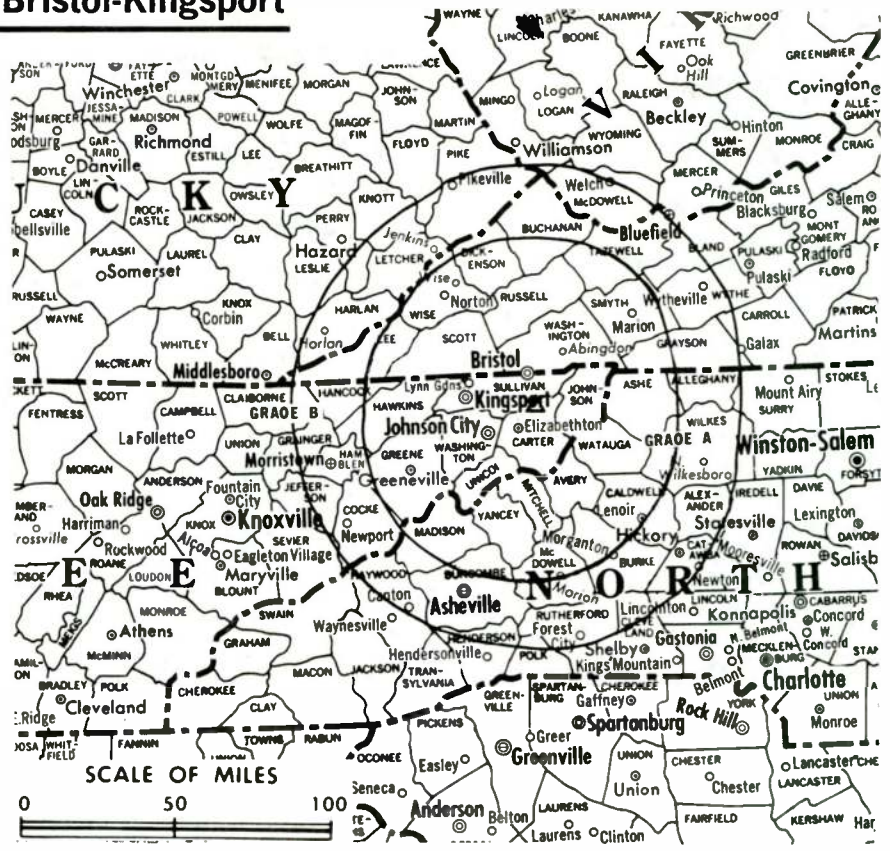 Bristol-Kingsport
WAYNE
LINCOLN
BOONE
KANAWHA
Richwood
FAYETTE
Oak Hill
GREENBRIER
Covington
ALLEGHANY
CRAIG
MONROE
Hinton
SUMMERS
RALEIGH
Beckley
WYOMING
Logan
LOGAN
V
I
MINGO
Williamson
MARTIN
JOHNSON
FLOYD
PIKE
Pikeville
MAGOFFIN
MORGAN
MENIFEE
MONTGOMERY
Winchester
CLARK
POWELL
WOLFE
MERCER
JESSAMINE
MADISON
Richmond
ESTILL
LEE
BREATHITT
GARRARD
BOYLE
Danville
LINCOLN
C K Y
CASEY
ROCKCASTLE
JACKSON
OWSLEY
PERRY
KNOTT
CLAY
Hazard
LESLIE
LETCHER
Jenkins
PULASKI
Somerset
LAUREL
RUSSELL
WAYNE
KNOX
Corbin
WHITLEY
BELL
HARLAN
Harlan
McCREARY
Middlesboro
Welch
McDOWELL
MERCER
Princeton
GILES
Blacksburg
Salem
MONTGOMERY
Radford
FLOYD
PULASKI
Pulaski
BLAND
Bluefield
TAZEWELL
BUCHANAN
DICKENSON
Wise
Norton
RUSSELL
WISE
LEE
SCOTT
SMYTH
Marion
Wytheville
WYTHE
WASHINGTON
Abingdon
GRAYSON
CARROLL
Galax
PATRICK
Martins
Bristol
SULLIVAN
Lynn Gdns
Kingsport
HANCOCK
HAWKINS
CLAIBORNE
GRADE B
SCOTT
FENTRESS
CAMPBELL
La Follette
UNION
GRAINGER
Morristown
HAMBLEN
Johnson City
Elizabethton
CARTER
JOHNSON
ASHE
ALLEGHANY
Mount Airy
SURRY
STOKES
WATAUGA
GRADE A
WILKES
Wilkesboro
Winston-Salem
YADKIN
FORSYT
WASHINGTON
GREENE
Greeneville
UNICOI
MITCHELL
AVERY
CALDWELL
Lenoir
ALEXANDER
IREDELL
DAVIE
Statesville
Lexington
DAVIDS
MORGAN
ANDERSON
Oak Ridge
Fountain City
JEFFERSON
COCKE
Newport
MADISON
YANCEY
Morganton
Hickory
BURKE
CATAWBA
Mooresville
ROWAN
Salisb
Harriman
KNOX
Knoxville
SEVIER
Rockwood
ROANE
Alcoa
Eagleton Village
Maryville
BLOUNT
LOUDON
E E
RHEA
MONROE
Athens
McMINN
MEIGS
HAYWOOD
BUNCOMBE
Canton
Asheville
McDOWELL
Marion
N O R T H
Newton
LINCOLN
Lincolnton
Kannapolis
CABARRUS
Concord
W. Concord
RUTHERFORD
Forest City
CLEVELAND
Gastonia
N. Belmont
MECKLENBURG
Belmont
Charlotte
Shelby
Kings Mountain
SWAIN
GRAHAM
Waynesville
HENDERSON
Hendersonville
POLK
MACON
JACKSON
TRANSYLVANIA
CHEROKEE
CLAY
BRADLEY
POLK
Cleveland
E. Ridge
WHITFIELD
FANNIN
TOWNS
RABUN
UNION
OCONEE
PICKENS
GREENVILLE
SPARTANBURG
CHEROKEE
Gaffney
Spartanburg
YORK
Rock Hill
UNION
Monroe
Greer
Greenville
Easley
Seneca
Anderson
Belton
LAURENS
Laurens
Clinton
UNION
Union
CHESTER
Chester
FAIRFIELD
Lancaster
LANCASTER
KERSHAW
SCALE OF MILES
0 50 100